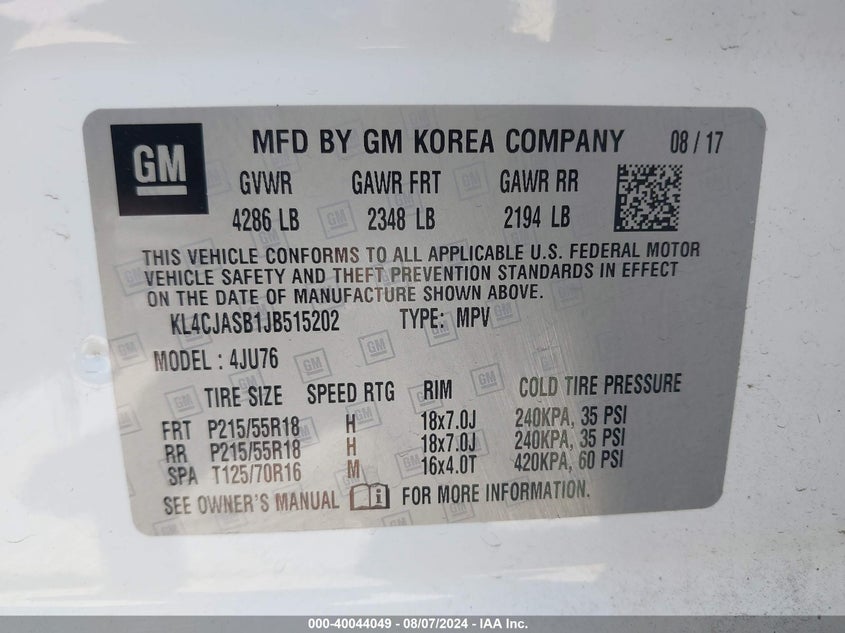 GM
MFD BY GM KOREA COMPANY 08 / 17
GVWR GAWR FRT GAWR RR
4286 LB 2348 LB 2194 LB
THIS VEHICLE CONFORMS TO ALL APPLICABLE U.S. FEDERAL MOTOR
VEHICLE SAFETY AND THEFT PREVENTION STANDARDS IN EFFECT
ON THE DATE OF MANUFACTURE SHOWN ABOVE.
KL4CJASB1JB515202 TYPE: MPV
MODEL : 4JU76
TIRE SIZE SPEED RTG RIM COLD TIRE PRESSURE
FRT P215/55R18 H 18x7.0J 240KPA, 35 PSI
RR P215/55R18 H 18x7.0J 240KPA, 35 PSI
SPA T125/70R16 M 16x4.0T 420KPA, 60 PSI
SEE OWNER'S MANUAL i FOR MORE INFORMATION.
000-40044049 - 08/07/2024 - IAA Inc.